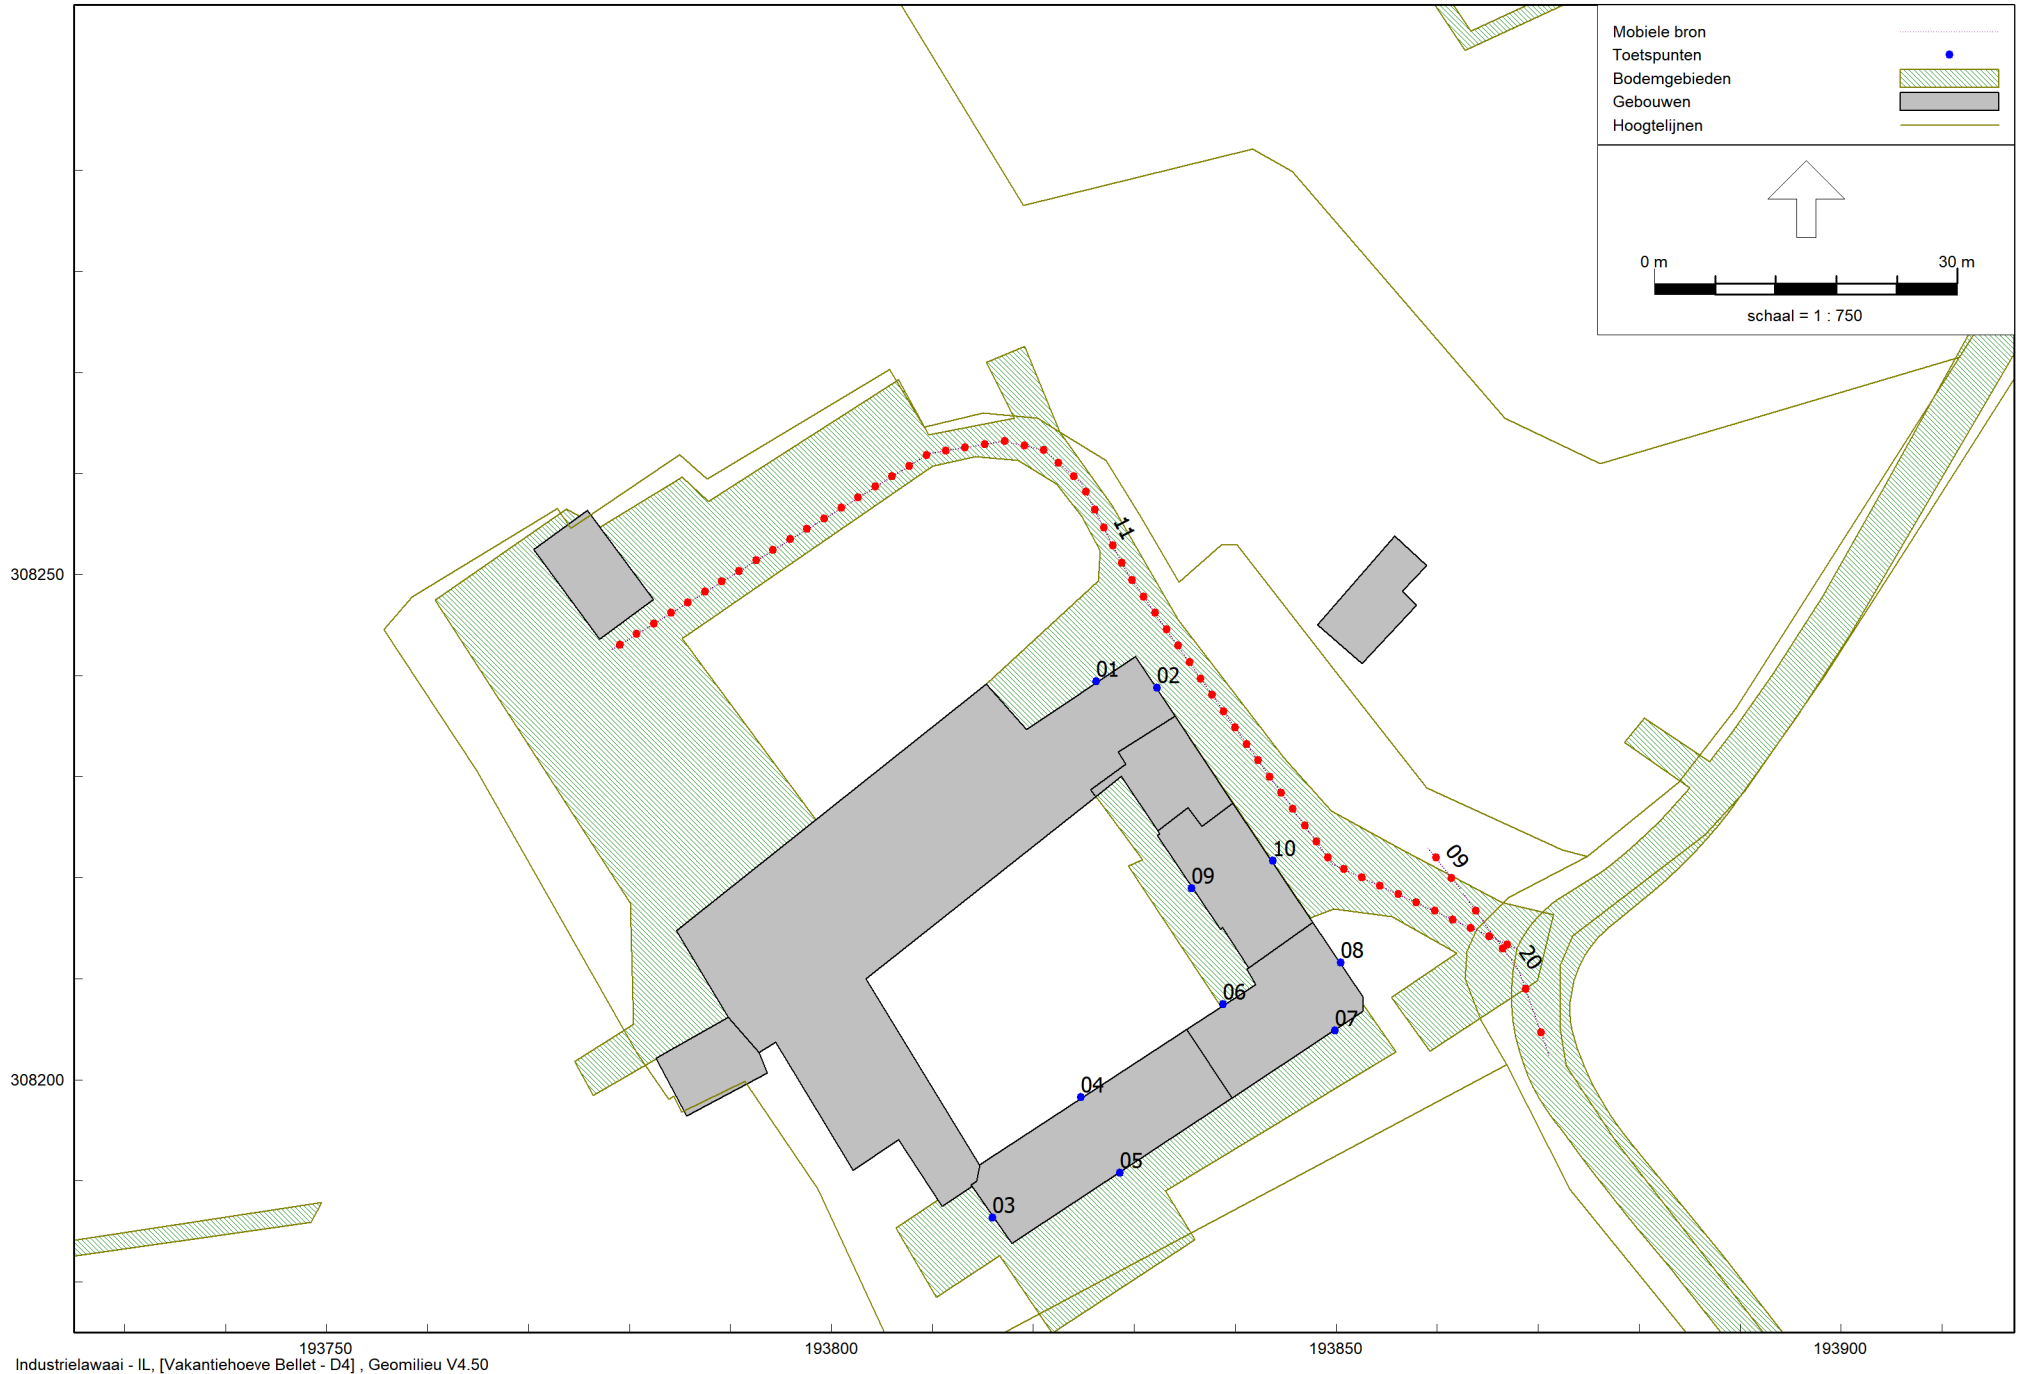 Mobiele bron
Toetspunten
Bodemgebieden
Gebouwen
Hoogtelijnen
0 m 30 m
schaal = 1 : 750
11
308250
01
02
10
09
09
20
08
06
07
308200
04
05
03
193750 193800 193850 193900
Industrielawaai - IL, [Vakantiehoeve Bellet - D4] , Geomilieu V4.50